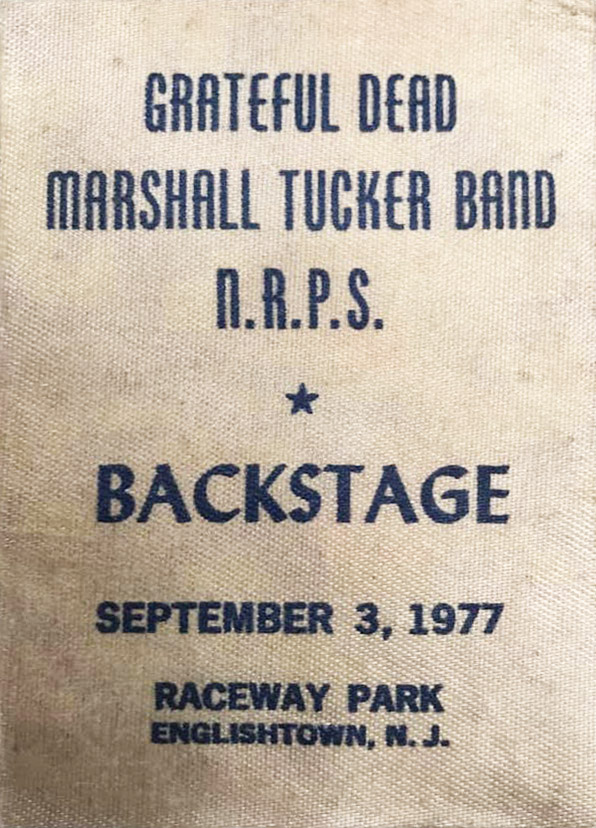 GRATEFUL DEAD
MARSHALL TUCKER BAND
N.R.P.S.
★
BACKSTAGE
SEPTEMBER 3, 1977
RACEWAY PARK
ENGLISHTOWN, N. J.